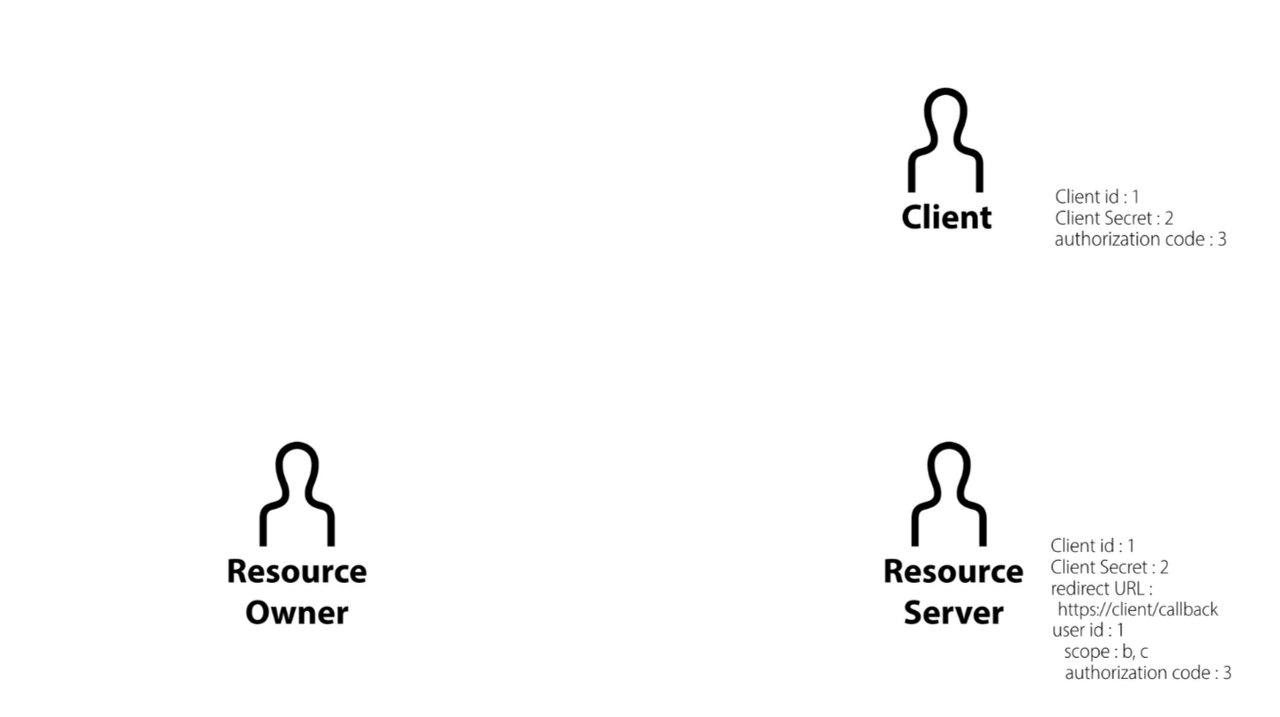 Client
Client id : 1
Client Secret : 2
authorization code : 3
Resource
Owner
Resource
Server
Client id : 1
Client Secret : 2
redirect URL :
https://client/callback
user id : 1
scope : b, c
authorization code : 3